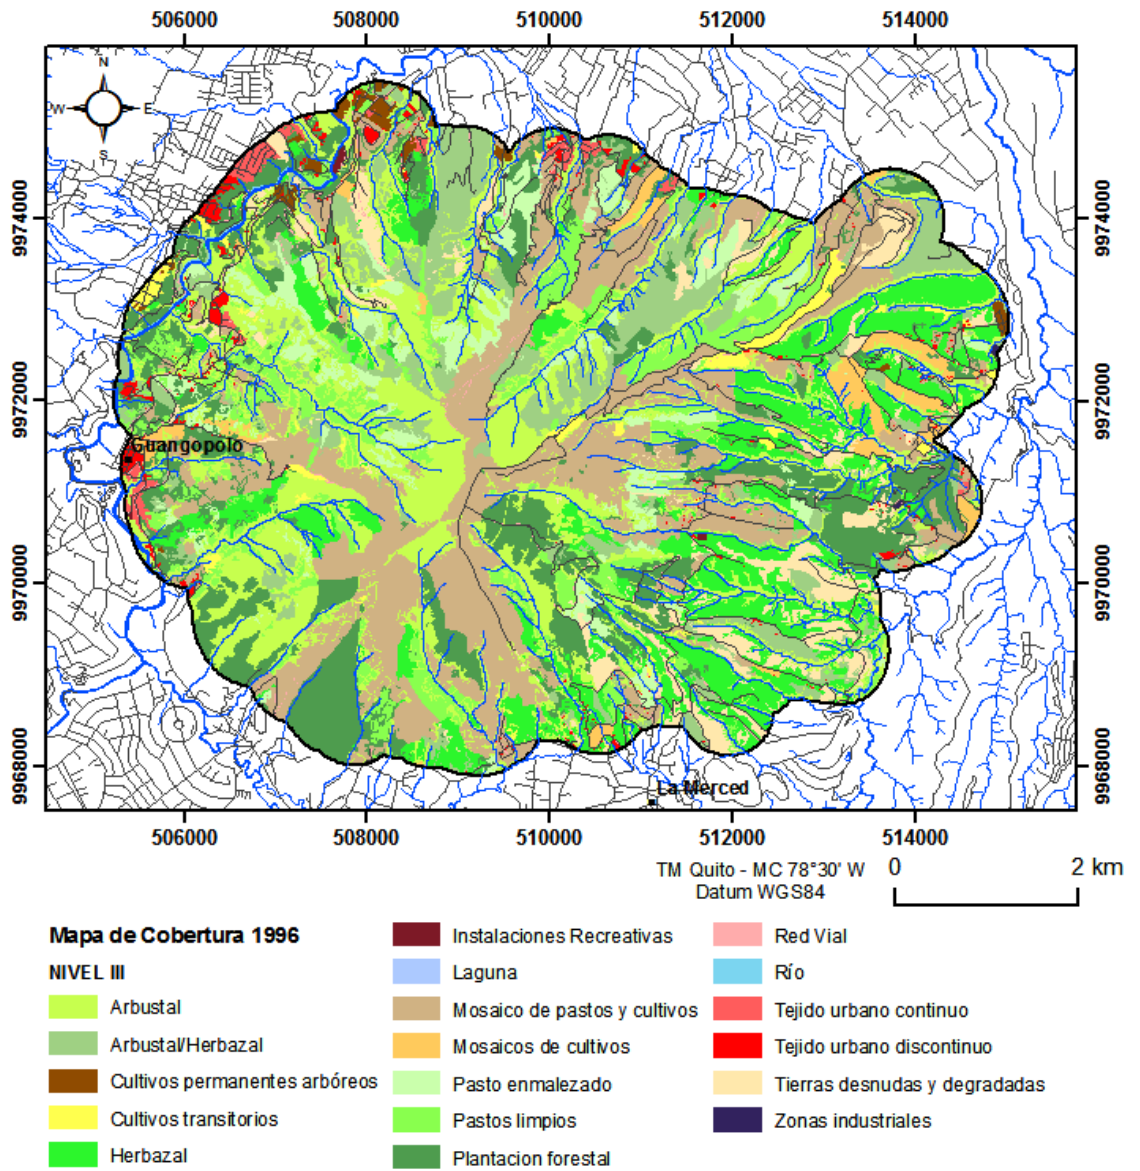 506000 508000 510000 512000 514000
N
W E
S
9974000 9974000
9972000 9972000
Guangopolo
9970000 9970000
9968000 9968000
La Merced
506000 508000 510000 512000 514000
TM Quito - MC 78°30' W
Datum WGS84
0 2 km
Mapa de Cobertura 1996
NIVEL III
Arbustal
Arbustal/Herbazal
Cultivos permanentes arbóreos
Cultivos transitorios
Herbazal
Instalaciones Recreativas
Laguna
Mosaico de pastos y cultivos
Mosaicos de cultivos
Pasto enmalezado
Pastos limpios
Plantacion forestal
Red Vial
Río
Tejido urbano continuo
Tejido urbano discontinuo
Tierras desnudas y degradadas
Zonas industriales